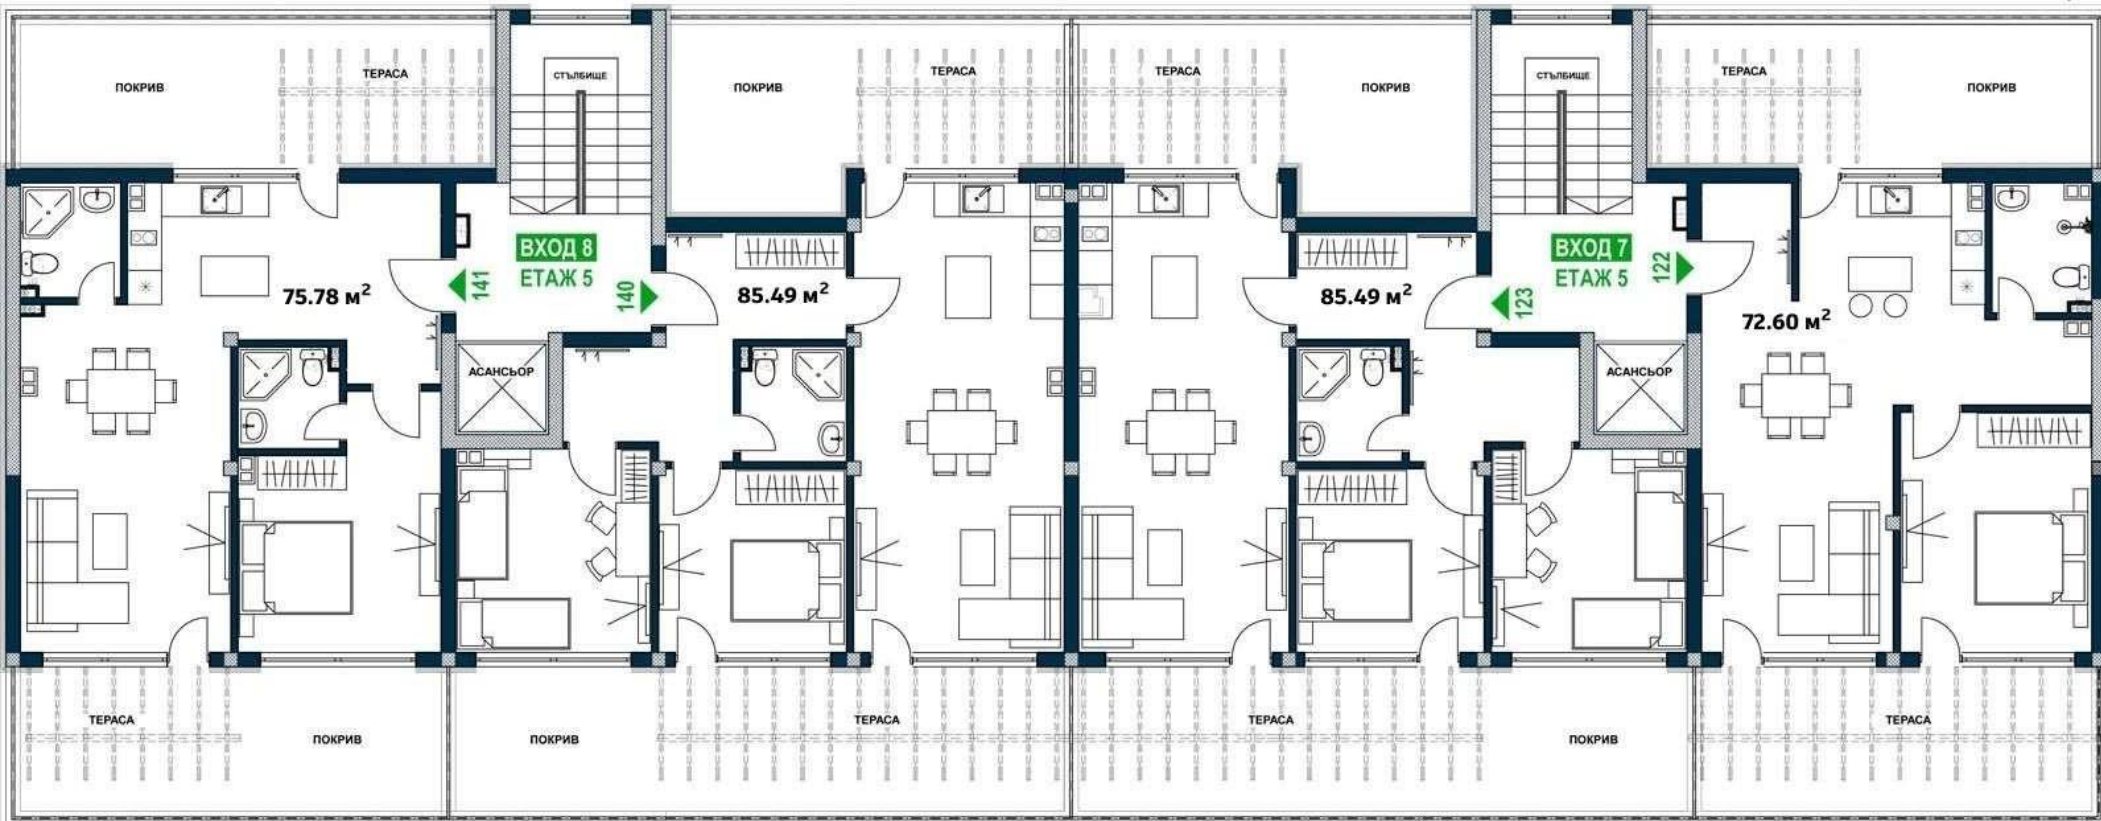 ПОКРИВ
ТЕРАСА
СТЪЛБИЩЕ
ПОКРИВ
ТЕРАСА
ТЕРАСА
ПОКРИВ
СТЪЛБИЩЕ
ТЕРАСА
ПОКРИВ
75.78 м²
141
ВХОД 8
ЕТАЖ 5
140
85.49 м²
85.49 м²
123
ВХОД 7
ЕТАЖ 5
122
72.60 м²
АСАНСЬОР
АСАНСЬОР
ТЕРАСА
ПОКРИВ
ПОКРИВ
ТЕРАСА
ТЕРАСА
ПОКРИВ
ТЕРАСА